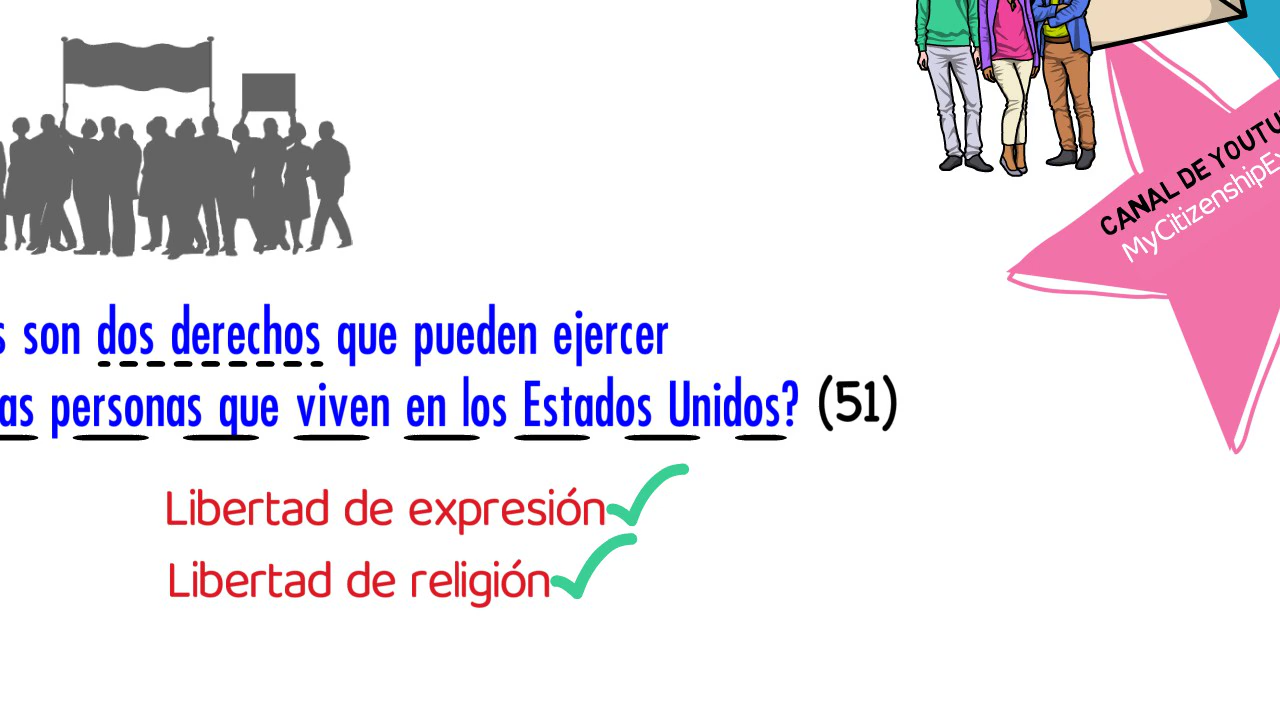 CANAL DE YOUTU
MyCitizenshipE
s son dos derechos que pueden ejercer
as personas que viven en los Estados Unidos? (51)
Libertad de expresión
Libertad de religión